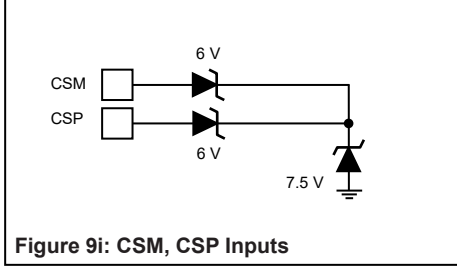 6 V
CSM
CSP
6 V
7.5 V
Figure 9i: CSM, CSP Inputs